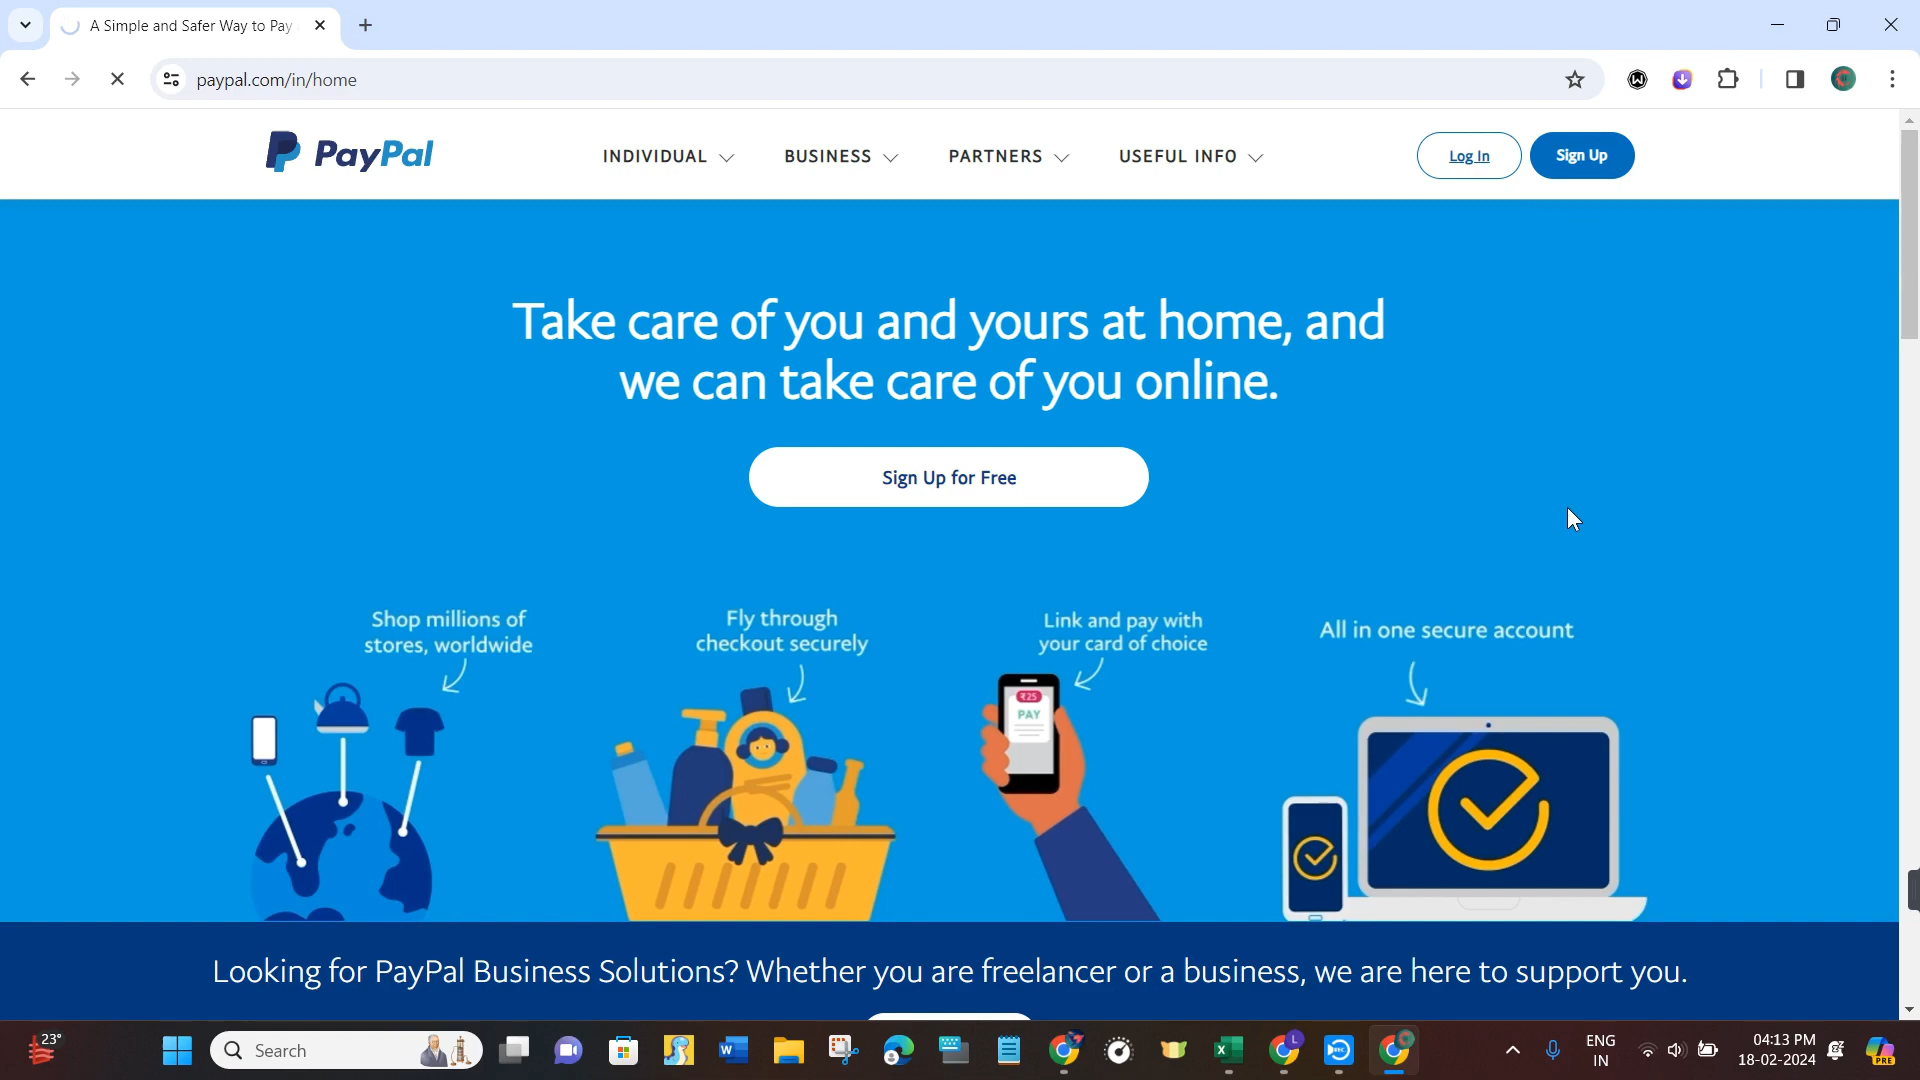 A Simple and Safer Way to Pay
paypal.com/in/home
PayPal
INDIVIDUAL
BUSINESS
PARTNERS
USEFUL INFO
Log In
Sign Up
Take care of you and yours at home, and
we can take care of you online.
Sign Up for Free
Shop millions of
stores, worldwide
Fly through
checkout securely
Link and pay with
your card of choice
All in one secure account
₹25
PAY
Looking for PayPal Business Solutions? Whether you are freelancer or a business, we are here to support you.
23°
Search
ENG
IN
04:13 PM
18-02-2024
PRE